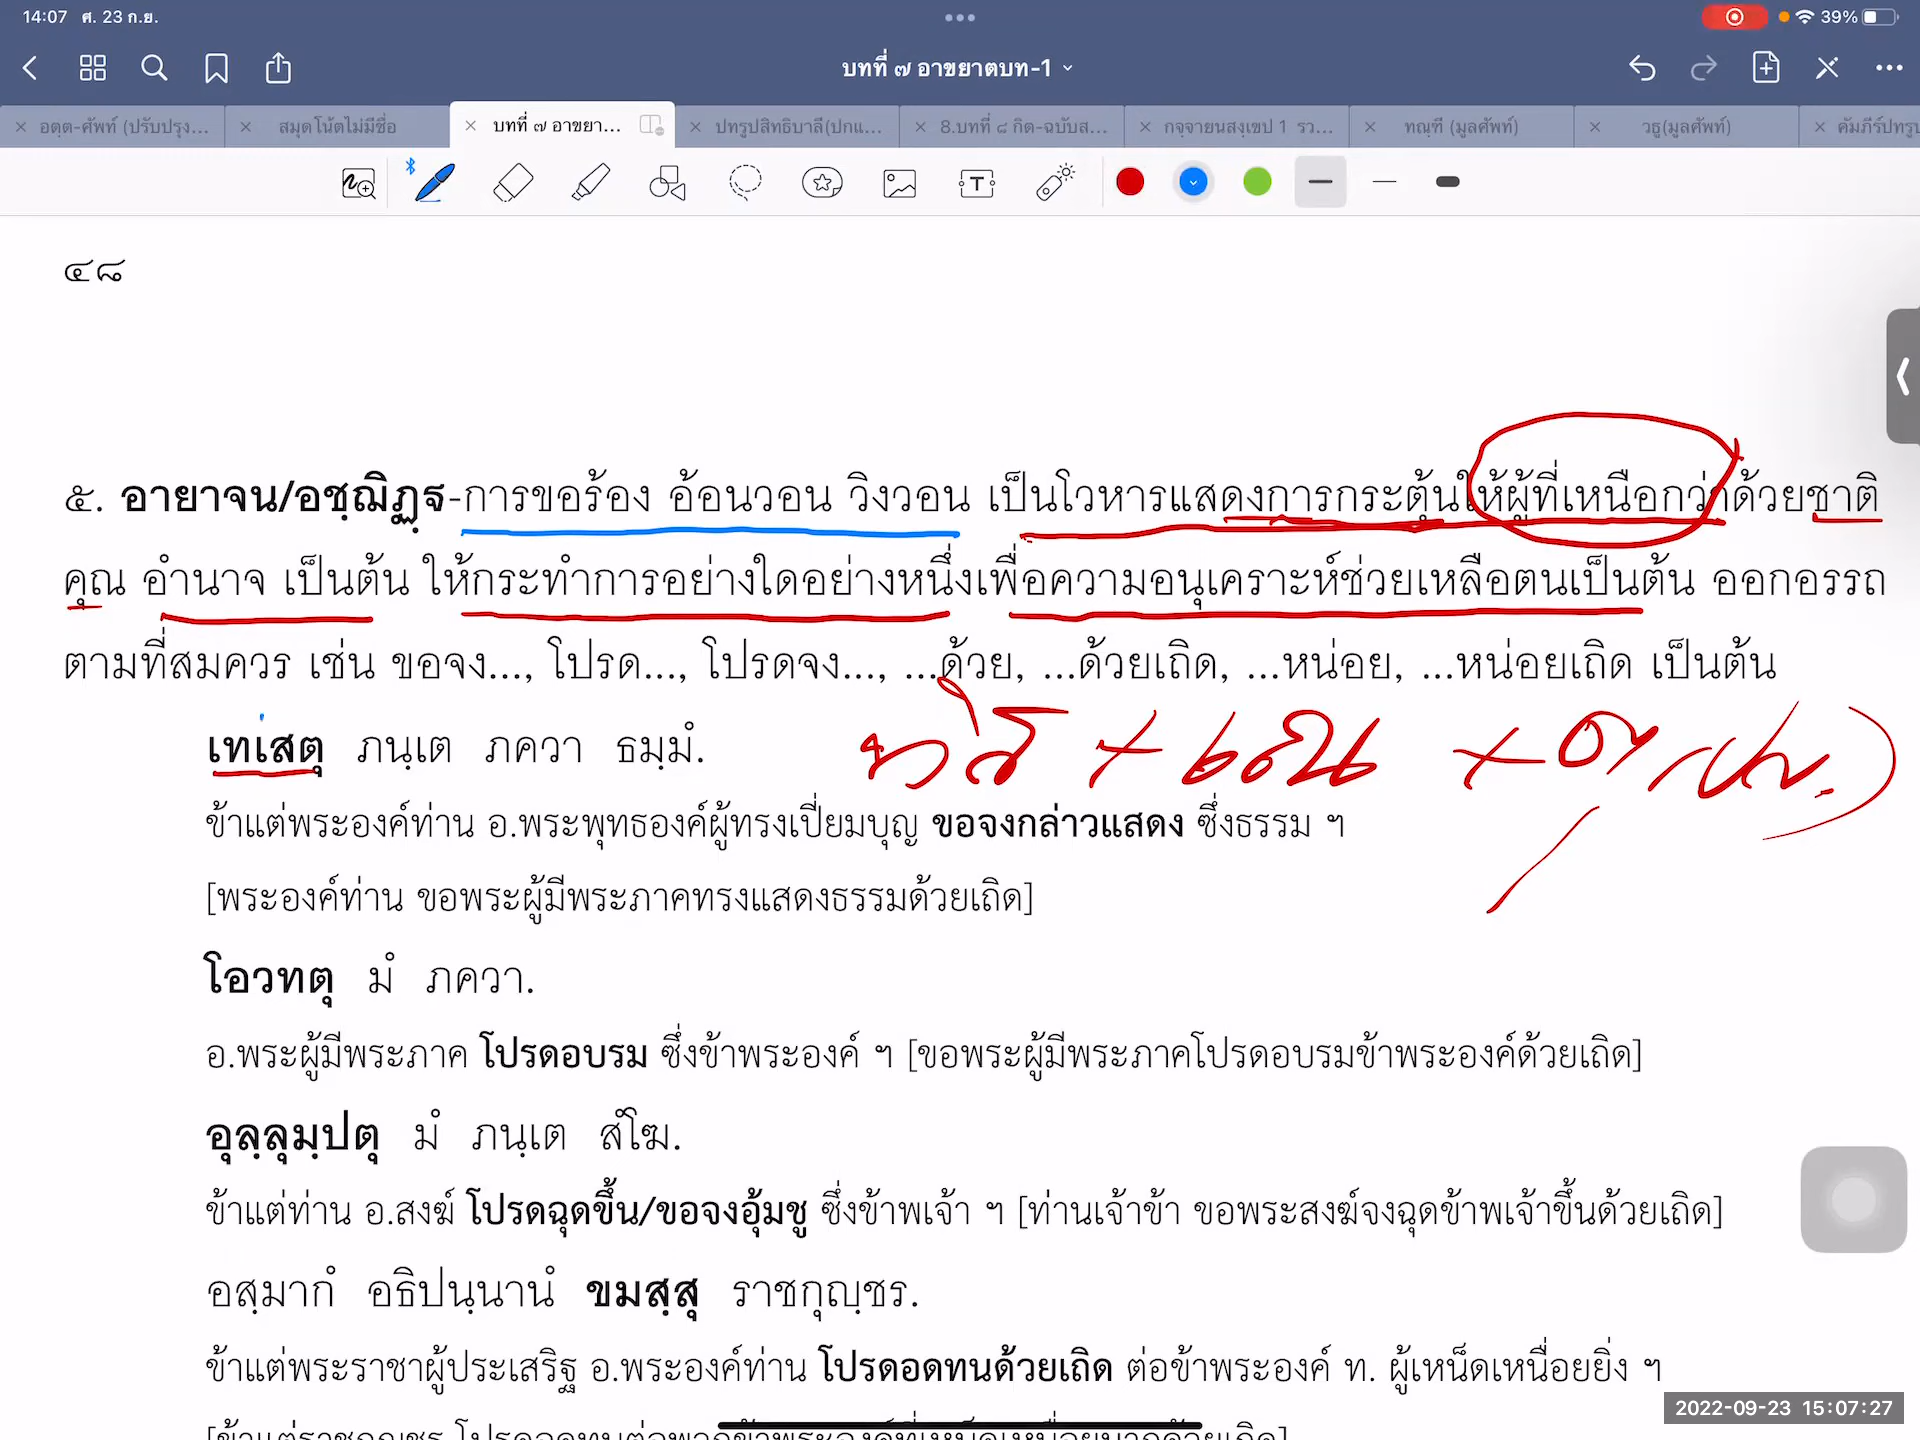 14:07 ศ. 23 ก.ย.
39%
บทที่ ๗ อาขยาตบท-1
อตฺต-ศัพท์ (ปรับปรุง...
สมุดโน้ตไม่มีชื่อ
บทที่ ๗ อาขยา...
ปทรูปสิทธิบาลี(ปกแ...
8.บทที่ ๘ กิต-ฉบับส...
กจฺจายนสงฺเขป 1 รว...
ทณฺฑี (มูลศัพท์)
วธู(มูลศัพท์)
คัมภีร์ปทรูป
๔๘
๕. อายาจน/อชฺฌิฏฺฐ-การขอร้อง อ้อนวอน วิงวอน เป็นโวหารแสดงการกระตุ้นให้ผู้ที่เหนือกว่าด้วยชาติ
คุณ อำนาจ เป็นต้น ให้กระทำการอย่างใดอย่างหนึ่งเพื่อความอนุเคราะห์ช่วยเหลือตนเป็นต้น ออกอรรถ
ตามที่สมควร เช่น ขอจง..., โปรด..., โปรดจง..., ...ด้วย, ...ด้วยเถิด, ...หน่อย, ...หน่อยเถิด เป็นต้น
เทเสตุ ภนฺเต ภควา ธมฺมํ.
ข้าแต่พระองค์ท่าน อ.พระพุทธองค์ผู้ทรงเปี่ยมบุญ ขอจงกล่าวแสดง ซึ่งธรรม ฯ
[พระองค์ท่าน ขอพระผู้มีพระภาคทรงแสดงธรรมด้วยเถิด]
โอวทตุ มํ ภควา.
อ.พระผู้มีพระภาค โปรดอบรม ซึ่งข้าพระองค์ ฯ [ขอพระผู้มีพระภาคโปรดอบรมข้าพระองค์ด้วยเถิด]
อุลฺลุมฺปตุ มํ ภนฺเต สํโฆ.
ข้าแต่ท่าน อ.สงฆ์ โปรดฉุดขึ้น/ขอจงอุ้มชู ซึ่งข้าพเจ้า ฯ [ท่านเจ้าข้า ขอพระสงฆ์จงฉุดข้าพเจ้าขึ้นด้วยเถิด]
อสฺมากํ อธิปนฺนานํ ขมสฺสุ ราชกุญฺชร.
ข้าแต่พระราชาผู้ประเสริฐ อ.พระองค์ท่าน โปรดอดทนด้วยเถิด ต่อข้าพระองค์ ท. ผู้เหน็ดเหนื่อยยิ่ง ฯ
2022-09-23 15:07:27